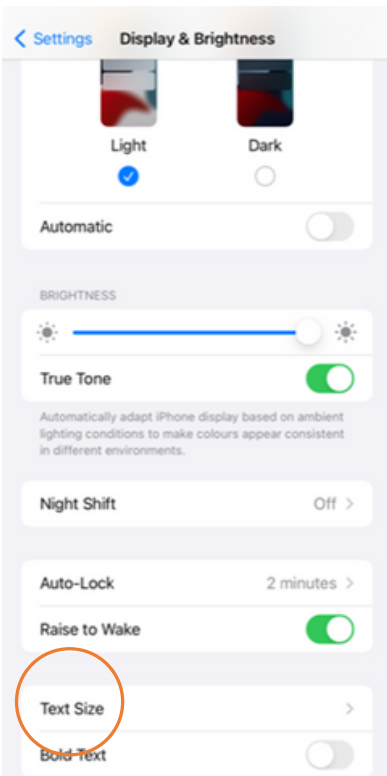 Settings Display & Brightness
Light Dark
Automatic
BRIGHTNESS
True Tone
Automatically adapt iPhone display based on ambient
lighting conditions to make colours appear consistent
in different environments.
Night Shift Off
Auto-Lock 2 minutes
Raise to Wake
Text Size
Bold Text